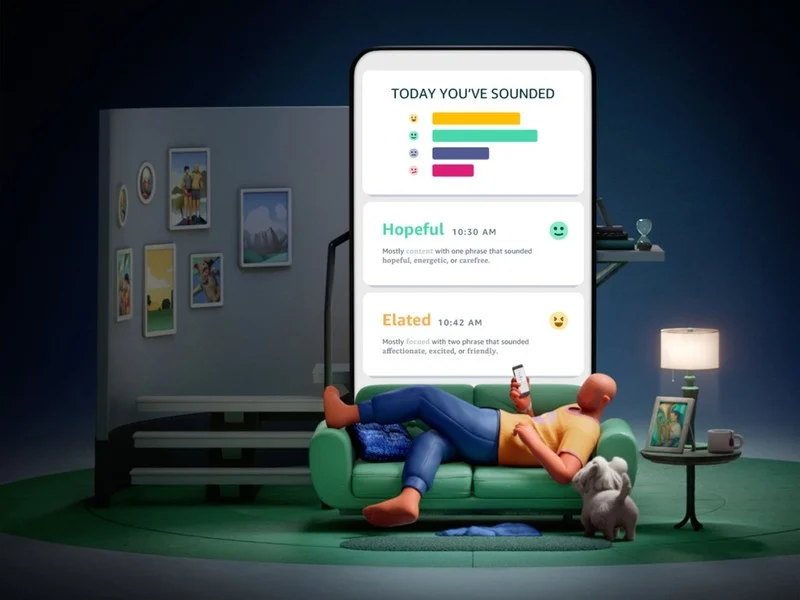 TODAY YOU'VE SOUNDED
Hopeful 10:30 AM
Mostly content with one phrase that sounded
hopeful, energetic, or carefree.
Elated 10:42 AM
Mostly focued with two phrase that sounded
affectionate, excited, or friendly.